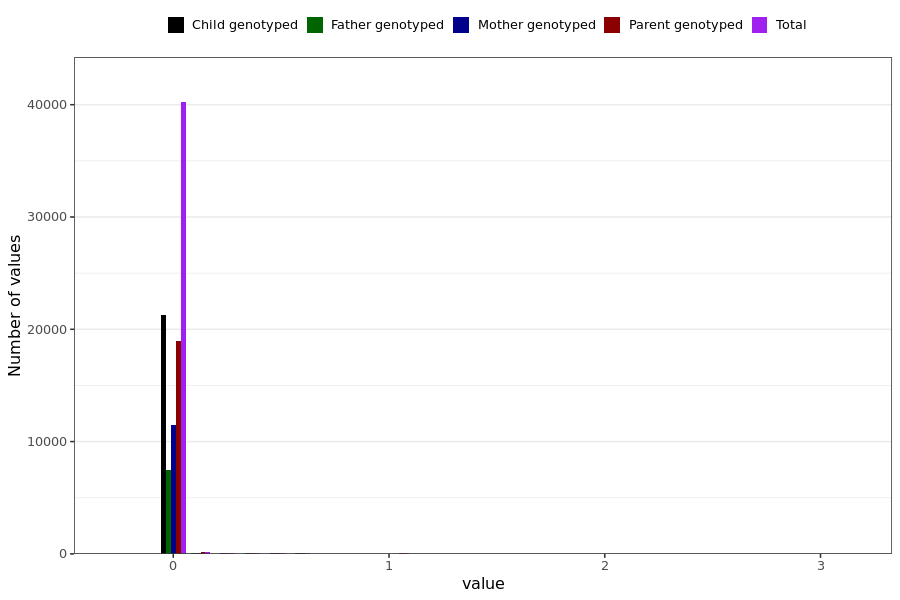 Child genotyped Father genotyped Mother genotyped Parent genotyped Total
40000
30000
20000
10000
0
Number of values
0 1 2 3
value